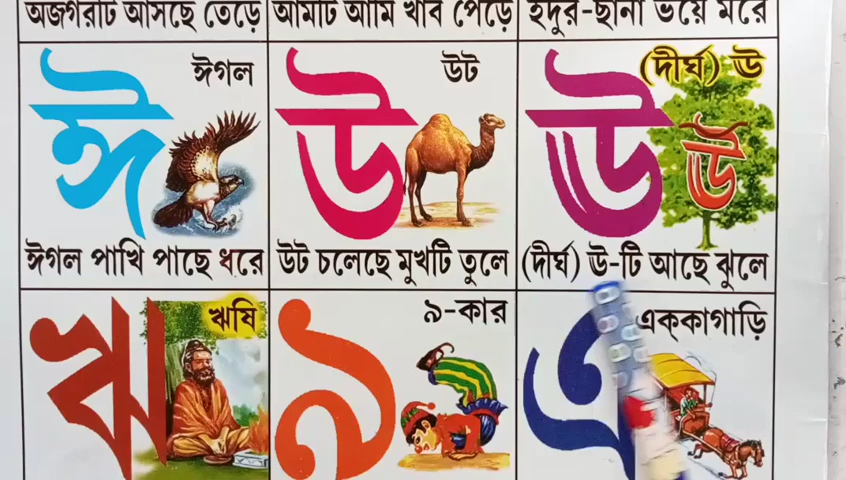 অজগরটি আসছে তেড়ে
আমটি আমি খাব পেড়ে
ইঁদুর-ছানা ভয়ে মরে
ঈগল
ঈ
ঈগল পাখি পাছে ধরে
উট
উ
উট চলেছে মুখটি তুলে
(দীর্ঘ) ঊ
ঊ
ঊ
(দীর্ঘ) ঊ-টি আছে ঝুলে
ঋষি
ঋ
৯-কার
৯
এক্কাগাড়ি
এ